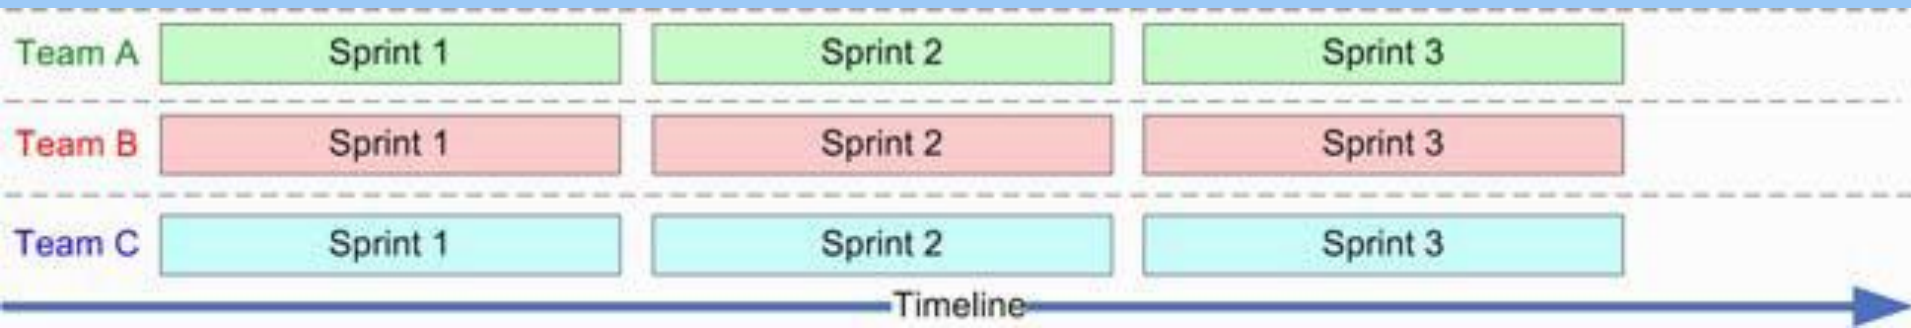 Team A Sprint 1 Sprint 2 Sprint 3
Team B Sprint 1 Sprint 2 Sprint 3
Team C Sprint 1 Sprint 2 Sprint 3
Timeline